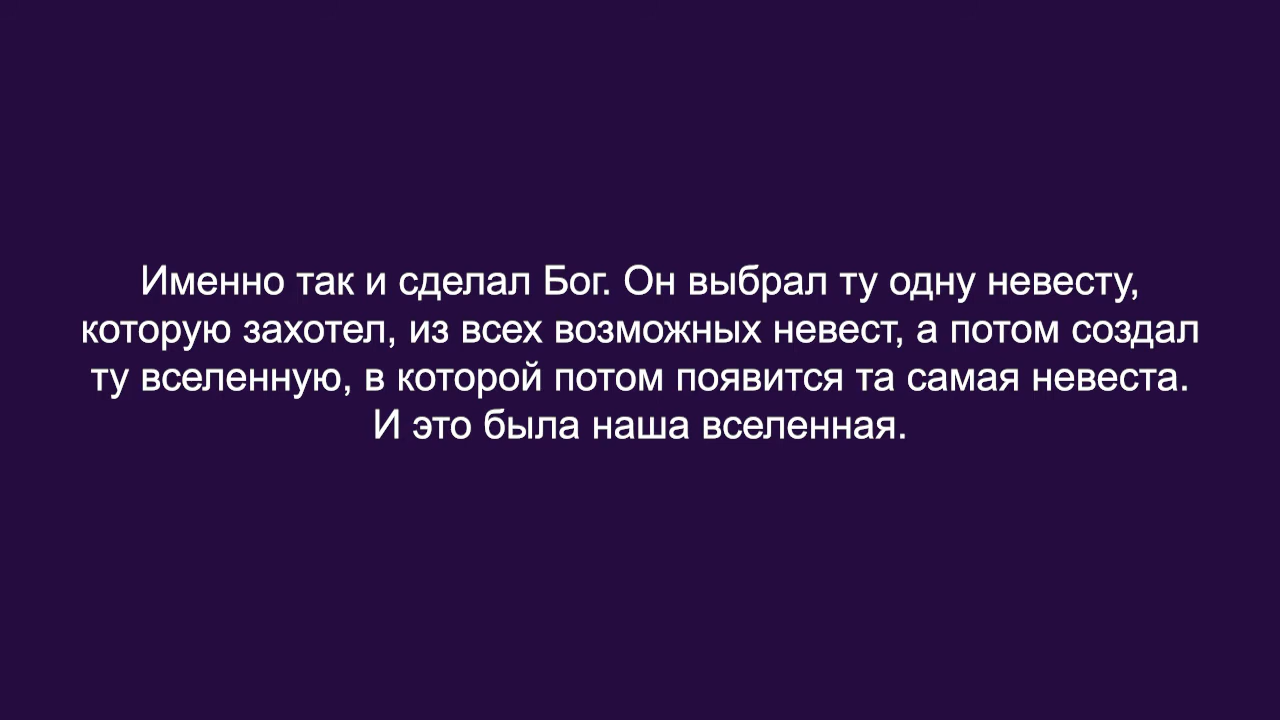 Именно так и сделал Бог. Он выбрал ту одну невесту,
которую захотел, из всех возможных невест, а потом создал
ту вселенную, в которой потом появится та самая невеста.
И это была наша вселенная.